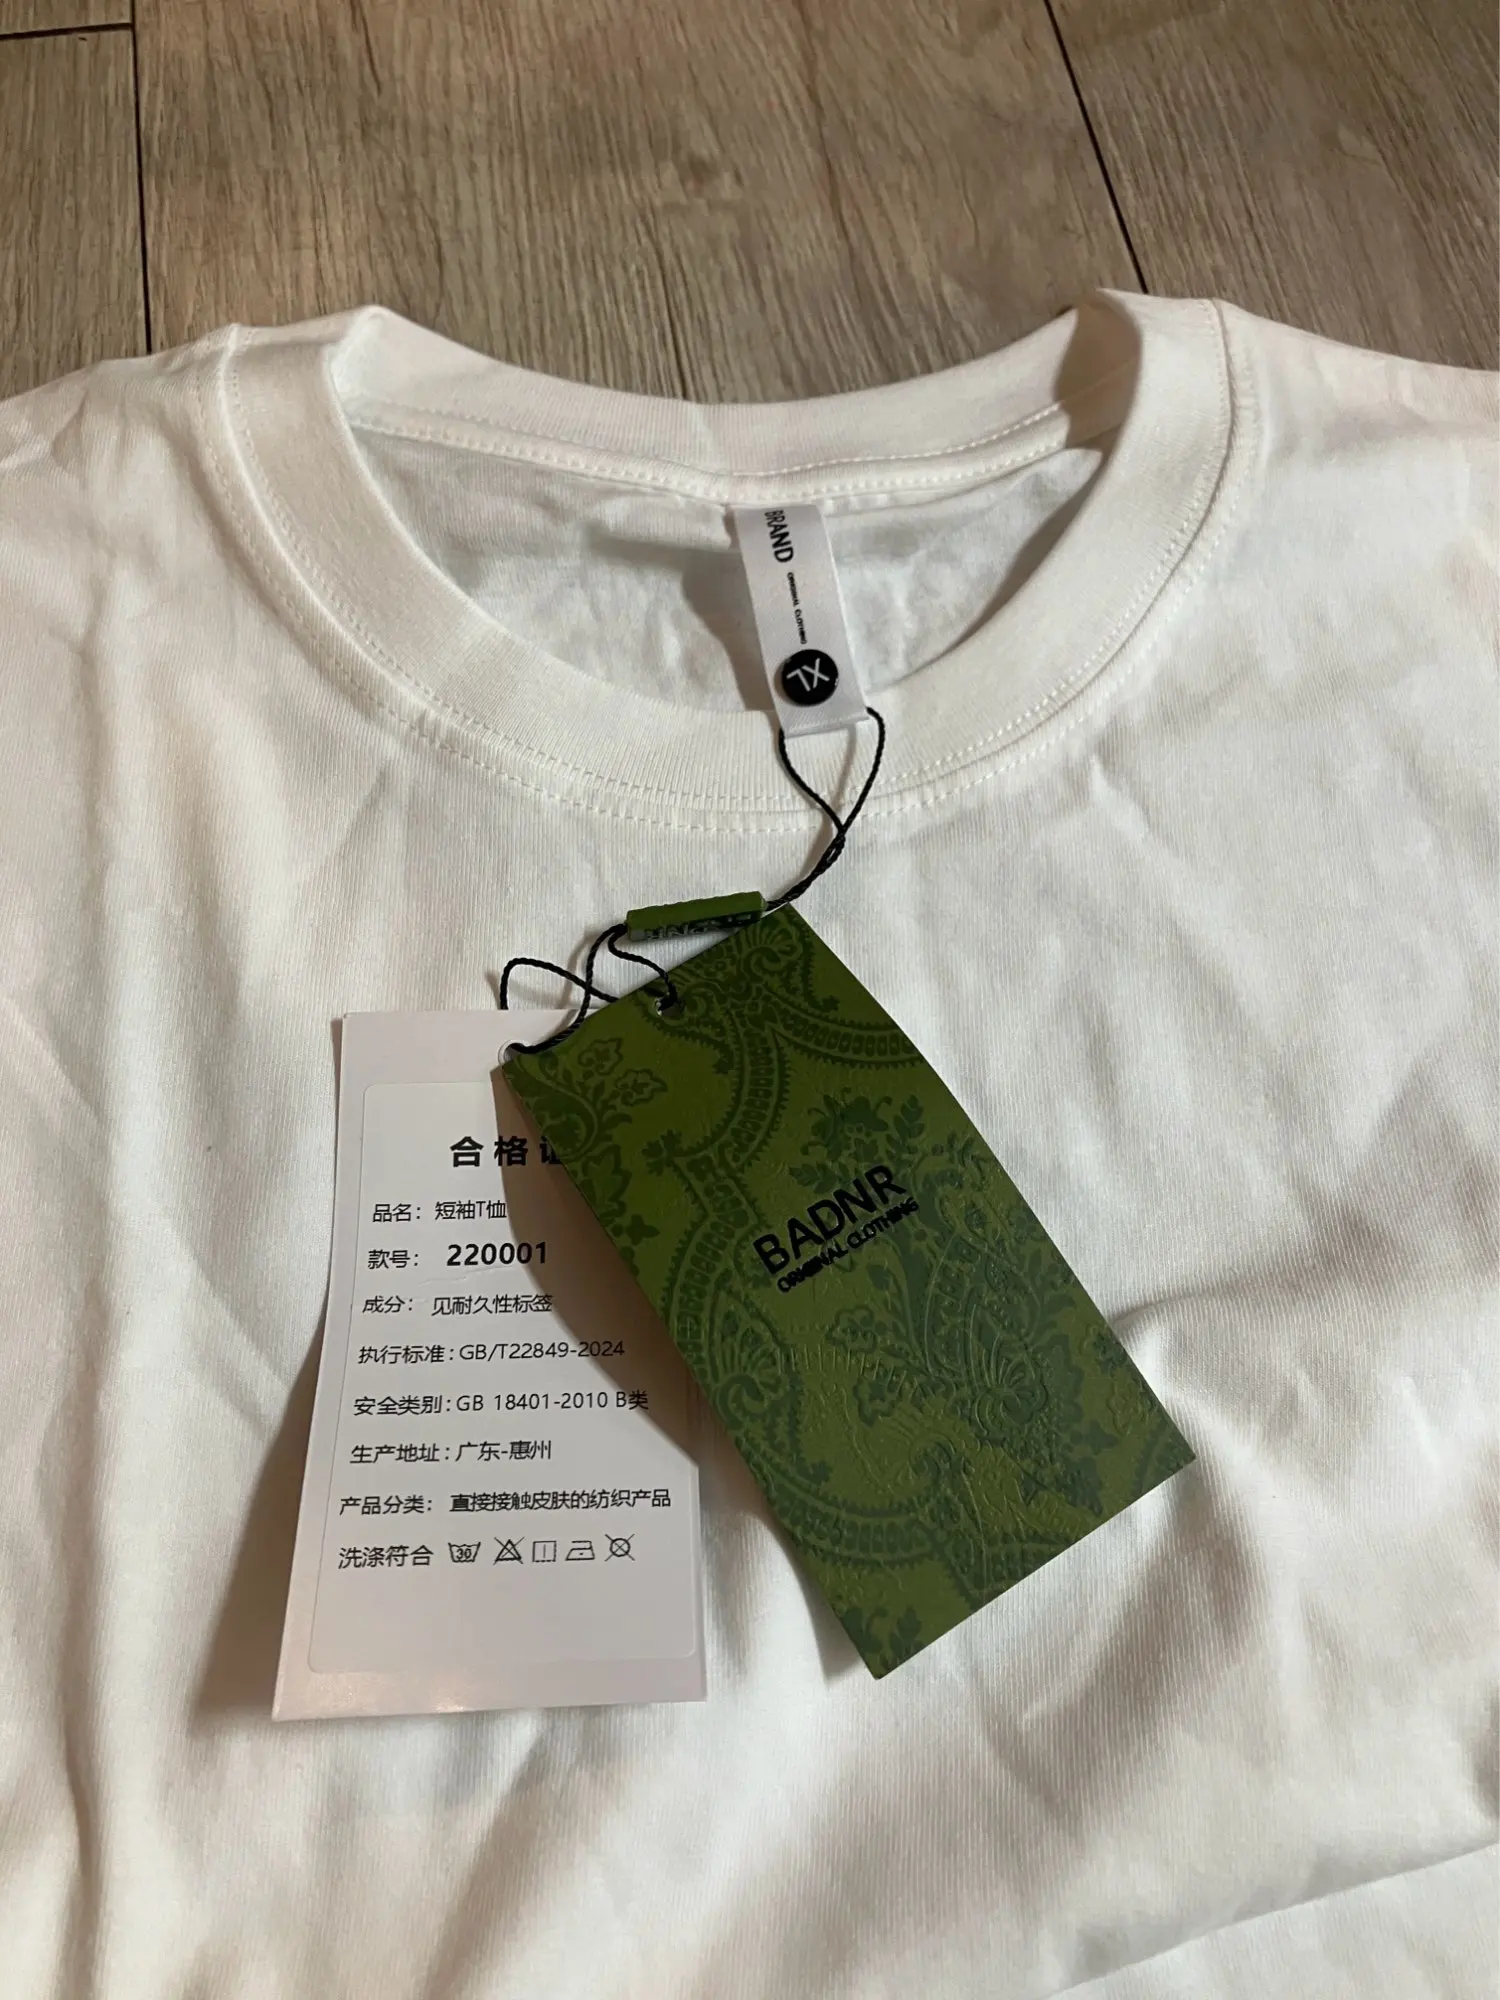 BRAND
ORIGINAL CLOTHING
XL
BADNR
ORIGINAL CLOTHING
合格证
品名：短袖T恤
款号： 220001
成分： 见耐久性标签
执行标准：GB/T22849-2024
安全类别：GB 18401-2010 B类
生产地址：广东-惠州
产品分类： 直接接触皮肤的纺织产品
洗涤符合 30